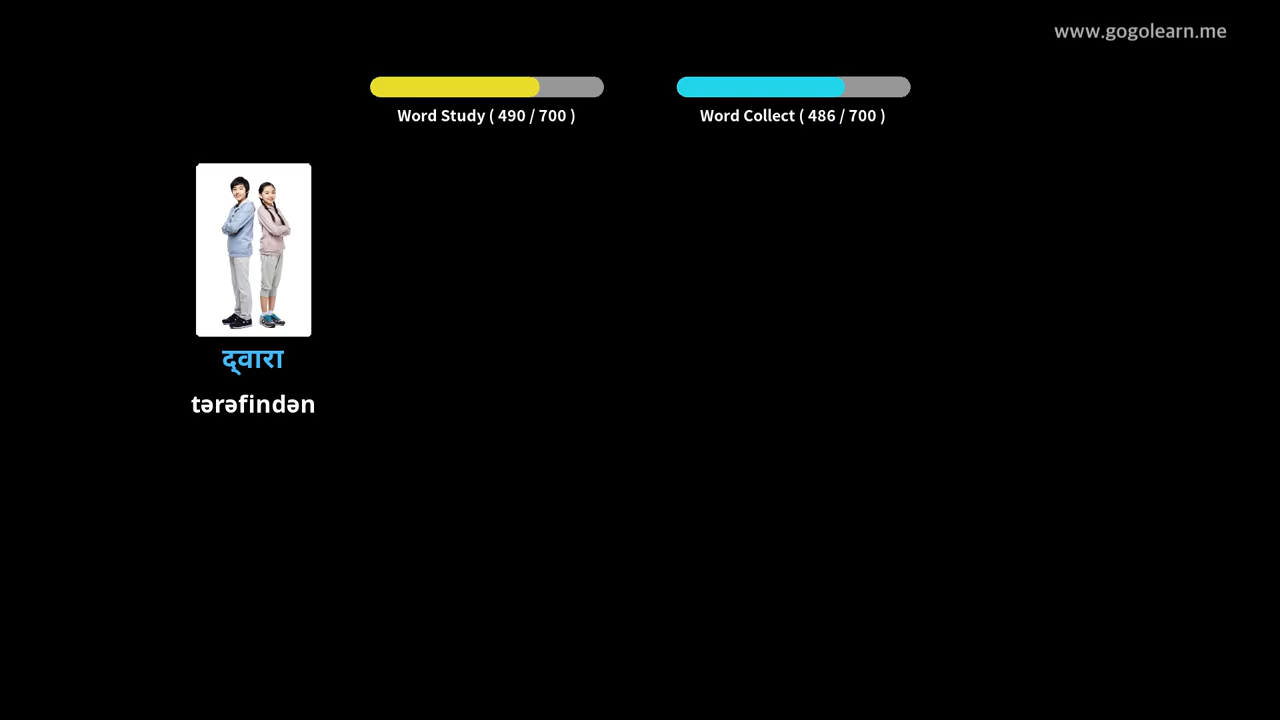 www.gogolearn.me
Word Study ( 490 / 700 )
Word Collect ( 486 / 700 )
द्वारा
tərəfindən